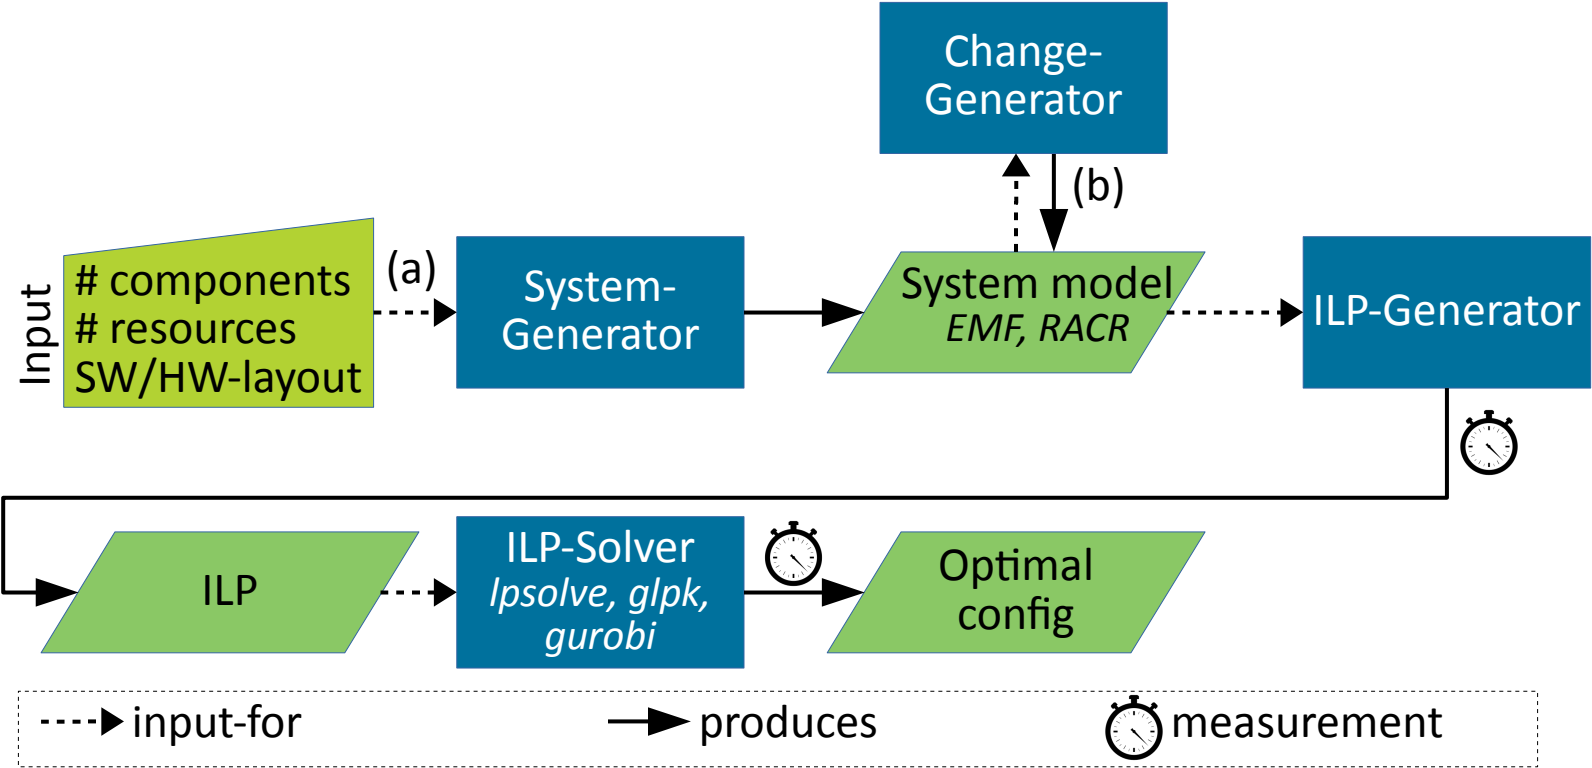 Change-
Generator
(b)
Input
# components
# resources
SW/HW-layout
(a)
System-
Generator
System model
EMF, RACR
ILP-Generator
ILP
ILP-Solver
lpsolve, glpk,
gurobi
Optimal
config
input-for
produces
measurement